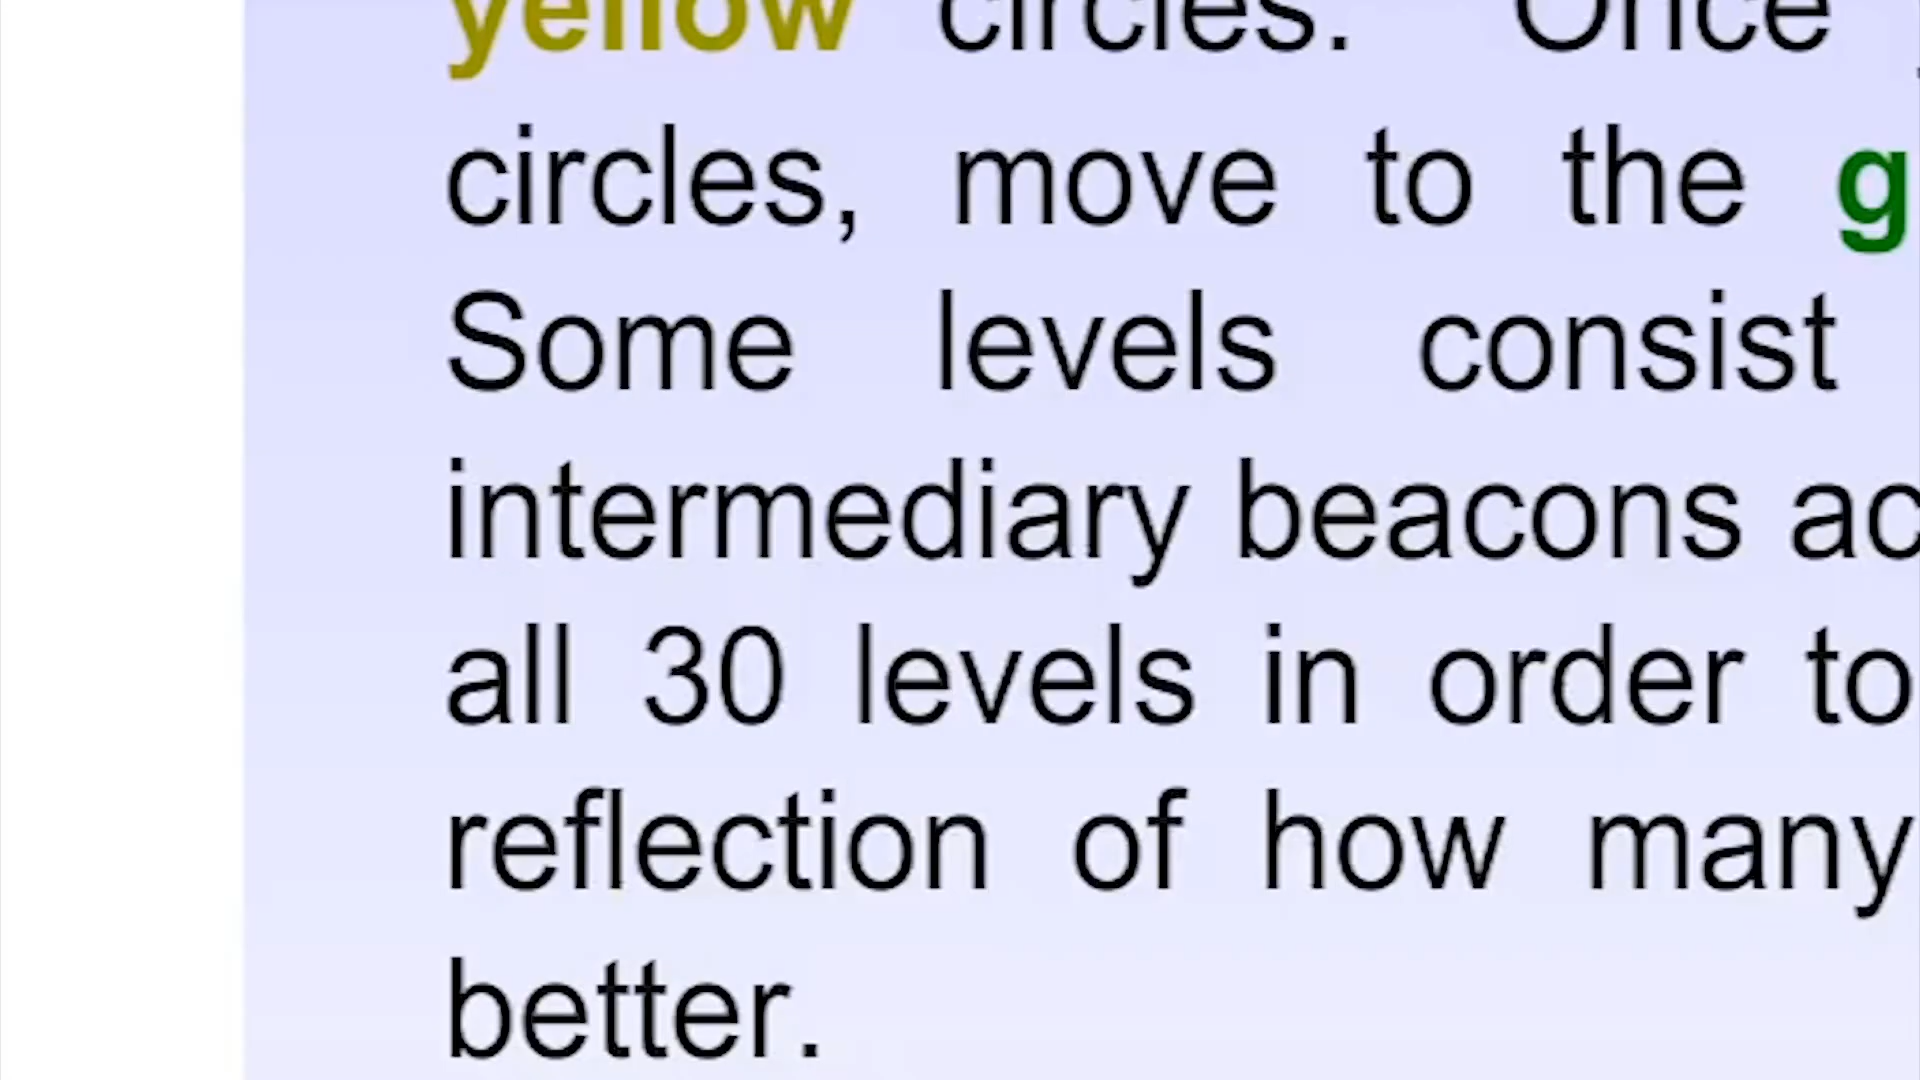 yellow circles. Once
circles, move to the
Some levels consist
intermediary beacons
all 30 levels in order to
reflection of how many
better.